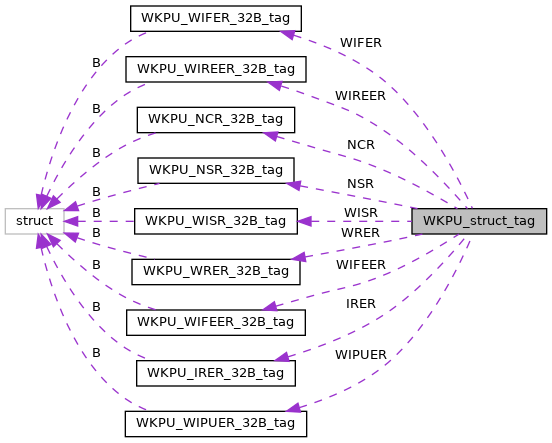 WKPU_WIFER_32B_tag
WIFER
B
WKPU_WIREER_32B_tag
WIREER
B
WKPU_NCR_32B_tag
NCR
B
WKPU_NSR_32B_tag
NSR
B
struct
B
WKPU_WISR_32B_tag
WISR
WKPU_struct_tag
B
WKPU_WRER_32B_tag
WRER
B
WKPU_WIFEER_32B_tag
WIFEER
B
WKPU_IRER_32B_tag
IRER
B
WKPU_WIPUER_32B_tag
WIPUER